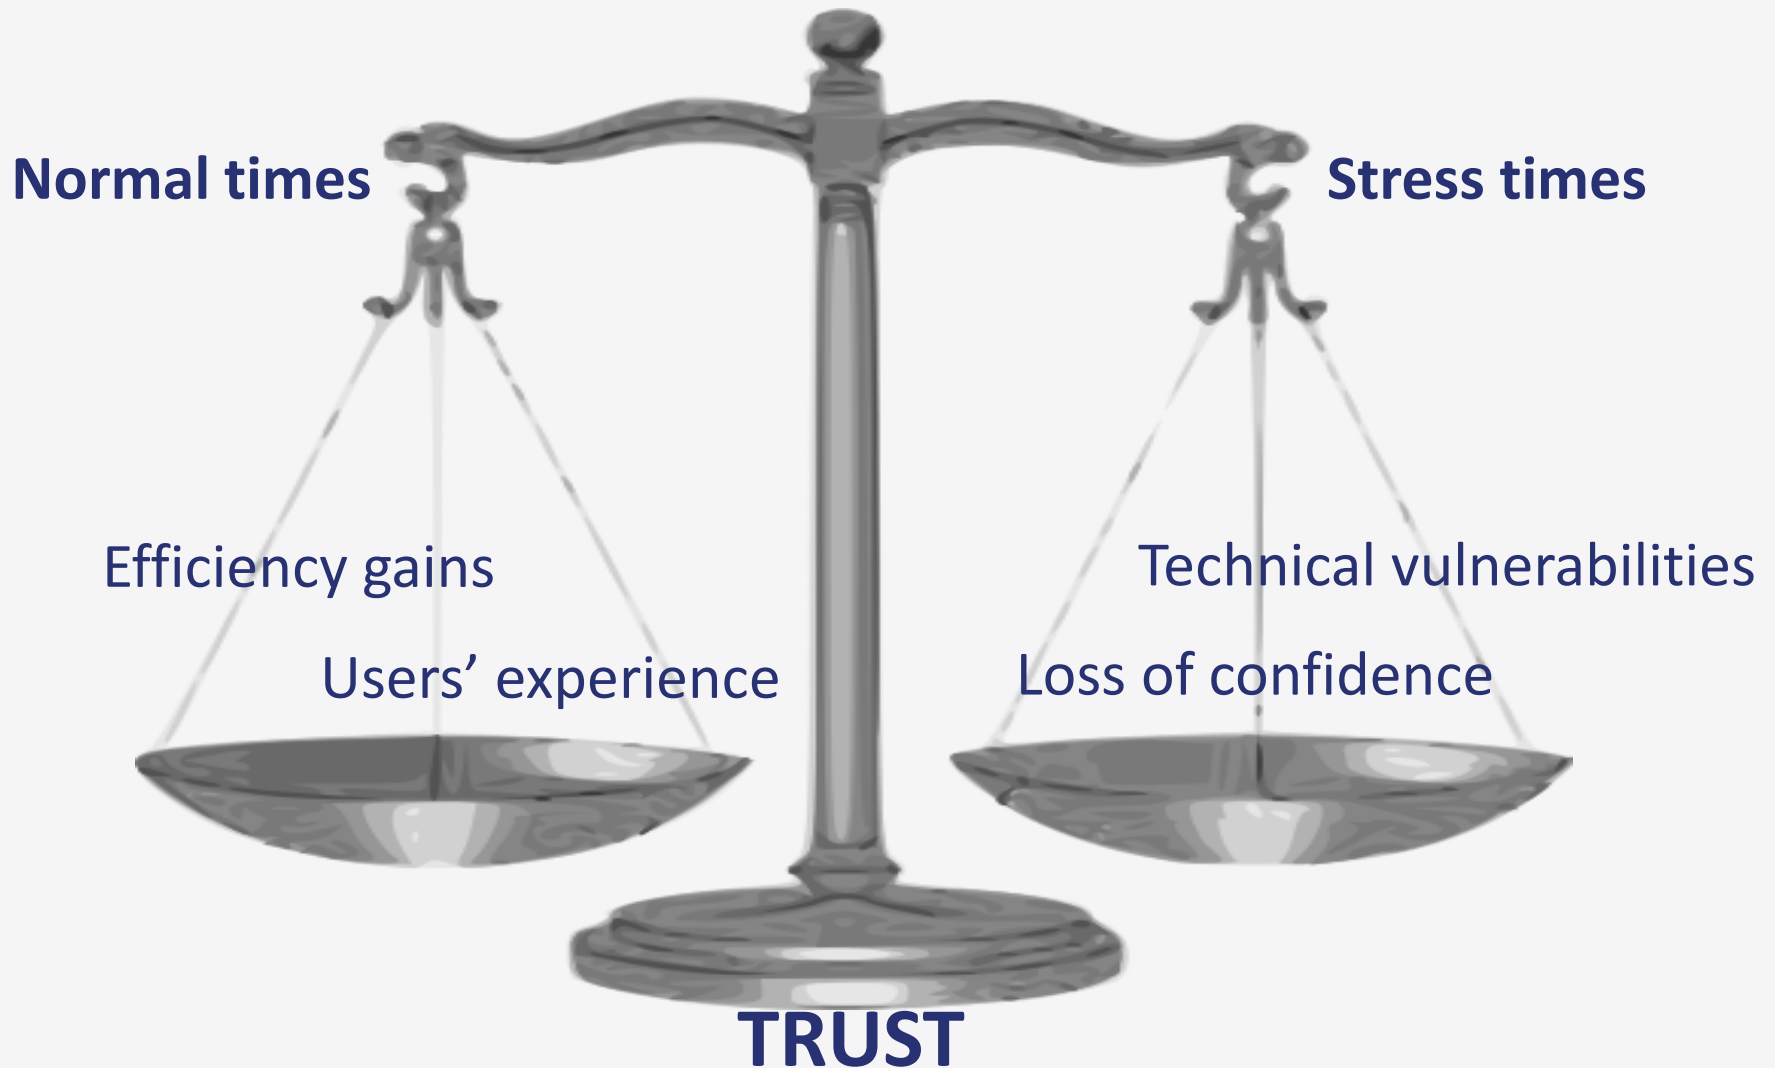 Normal times
Stress times
Efficiency gains
Technical vulnerabilities
Users’ experience
Loss of confidence
TRUST